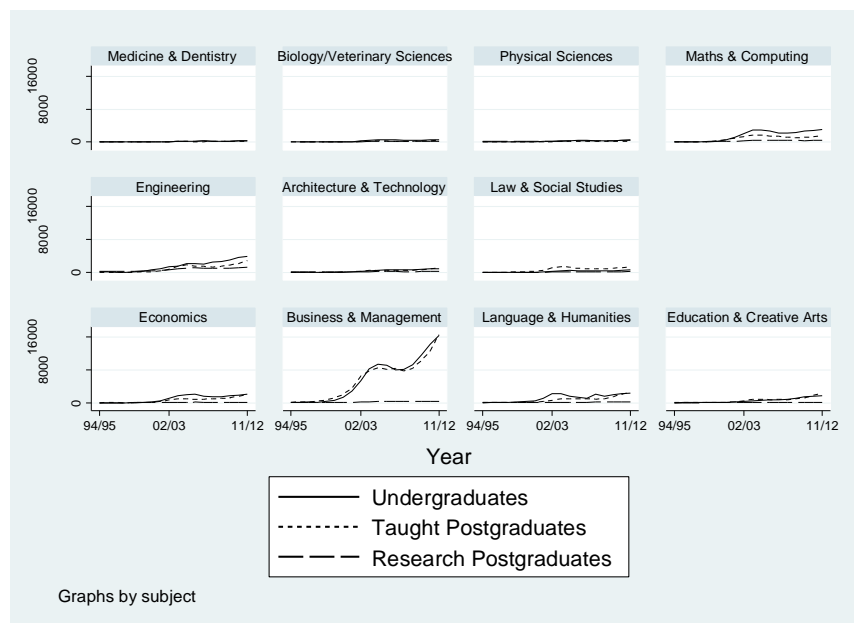 Medicine & Dentistry
Biology/Veterinary Sciences
Physical Sciences
Maths & Computing
16000
8000
0
Engineering
Architecture & Technology
Law & Social Studies
16000
8000
0
Economics
Business & Management
Language & Humanities
Education & Creative Arts
16000
8000
0
94/95 02/03 11/12
94/95 02/03 11/12
94/95 02/03 11/12
94/95 02/03 11/12
Year
Undergraduates
Taught Postgraduates
Research Postgraduates
Graphs by subject